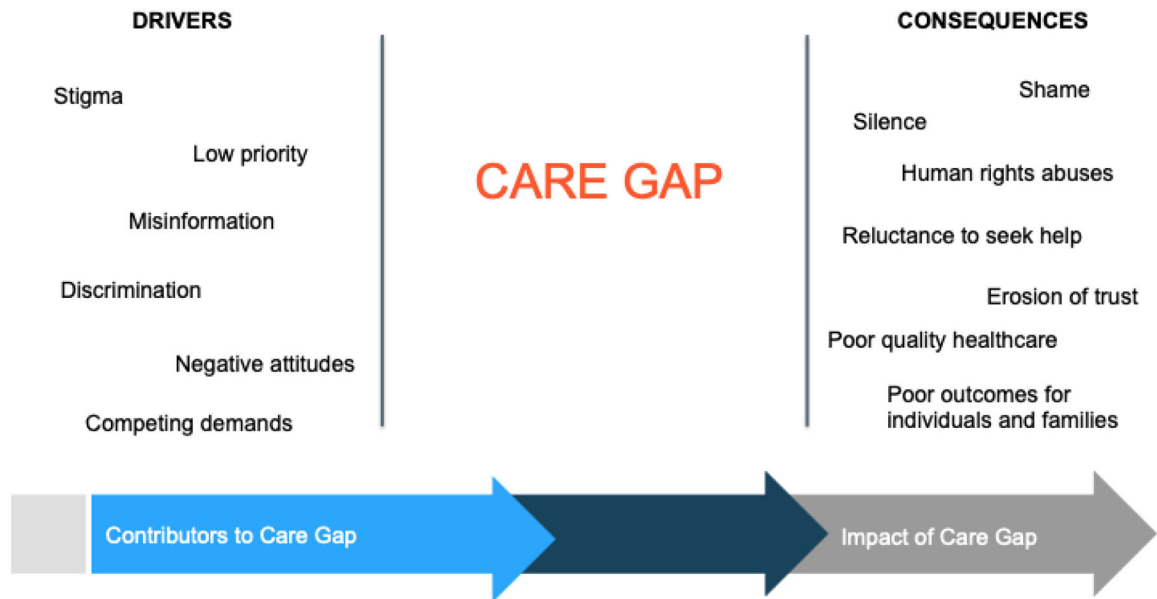 DRIVERS
Stigma
Low priority
Misinformation
Discrimination
Negative attitudes
Competing demands
CARE GAP
CONSEQUENCES
Shame
Silence
Human rights abuses
Reluctance to seek help
Erosion of trust
Poor quality healthcare
Poor outcomes for
individuals and families
Contributors to Care Gap
Impact of Care Gap